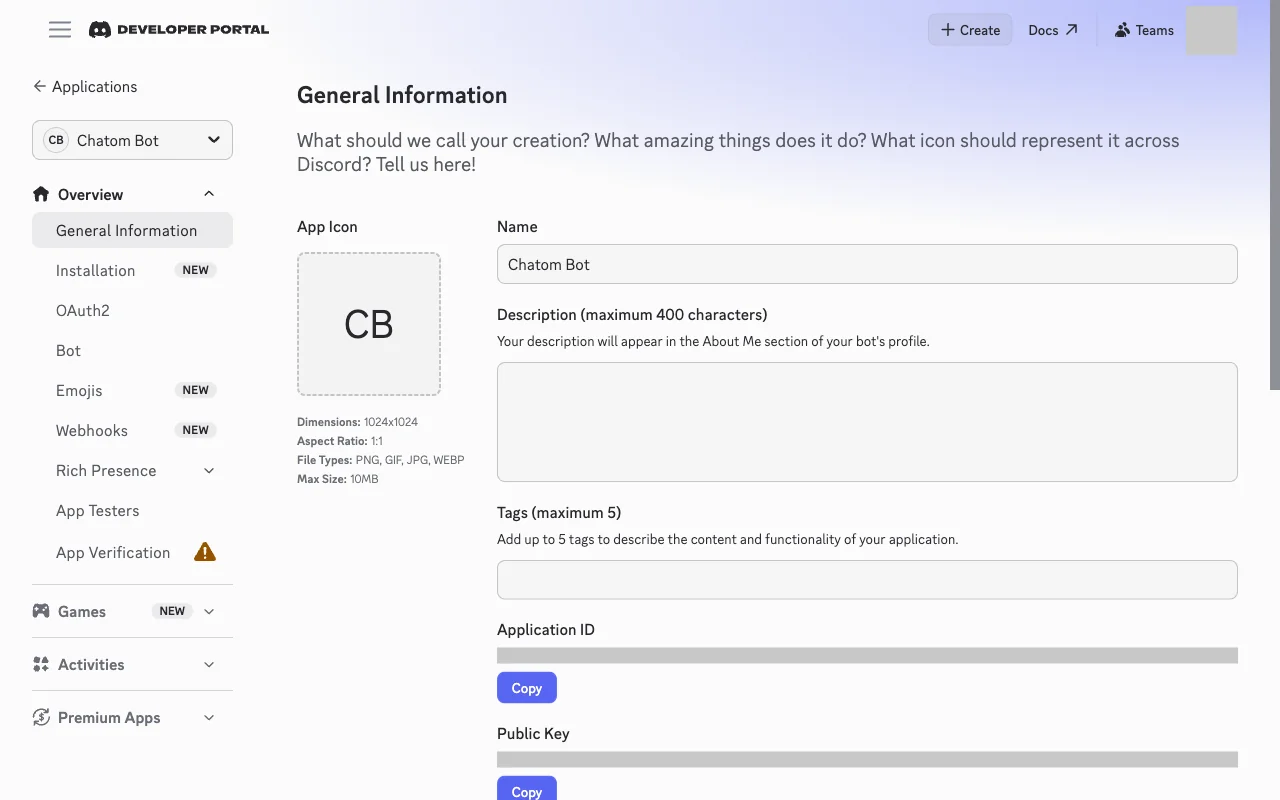 DEVELOPER PORTAL
Create
Docs
Teams
Applications
CB
Chatom Bot
Overview
General Information
Installation NEW
OAuth2
Bot
Emojis NEW
Webhooks NEW
Rich Presence
App Testers
App Verification
Games NEW
Activities
Premium Apps
General Information
What should we call your creation? What amazing things does it do? What icon should represent it across
Discord? Tell us here!
App Icon
CB
Dimensions: 1024x1024
Aspect Ratio: 1:1
File Types: PNG, GIF, JPG, WEBP
Max Size: 10MB
Name
Chatom Bot
Description (maximum 400 characters)
Your description will appear in the About Me section of your bot's profile.
Tags (maximum 5)
Add up to 5 tags to describe the content and functionality of your application.
Application ID
Copy
Public Key
Copy